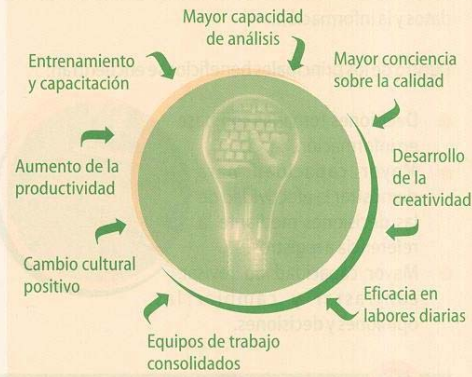 Mayor capacidad
de análisis
Mayor conciencia
sobre la calidad
Desarrollo
de la
creatividad
Eficacia en
labores diarias
Equipos de trabajo
consolidados
Cambio cultural
positivo
Aumento de la
productividad
Entrenamiento
y capacitación